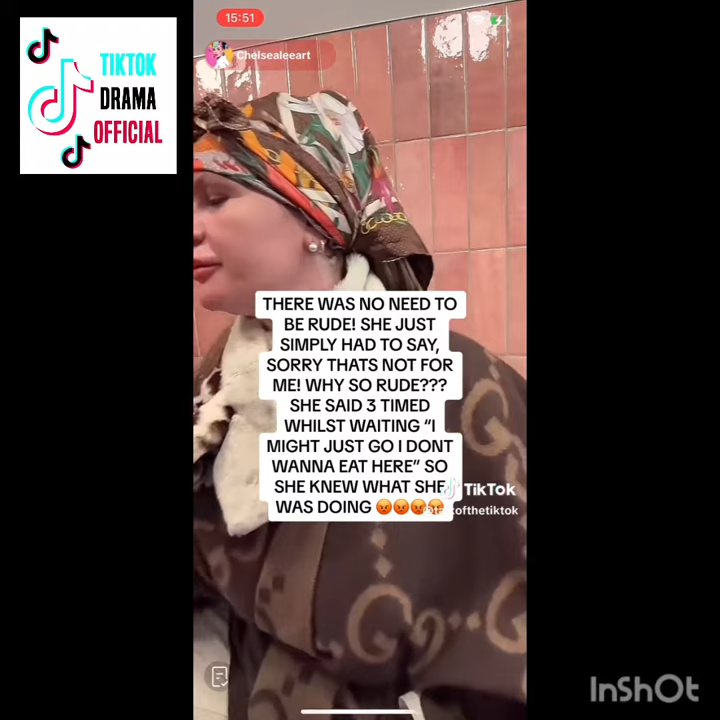 15:51
Chelsealeeart
TIKTOK
DRAMA
OFFICIAL
THERE WAS NO NEED TO
BE RUDE! SHE JUST
SIMPLY HAD TO SAY,
SORRY THATS NOT FOR
ME! WHY SO RUDE???
SHE SAID 3 TIMED
WHILST WAITING “I
MIGHT JUST GO I DONT
WANNA EAT HERE” SO
SHE KNEW WHAT SHE
WAS DOING 😡😡😡😡
TikTok
InShOt